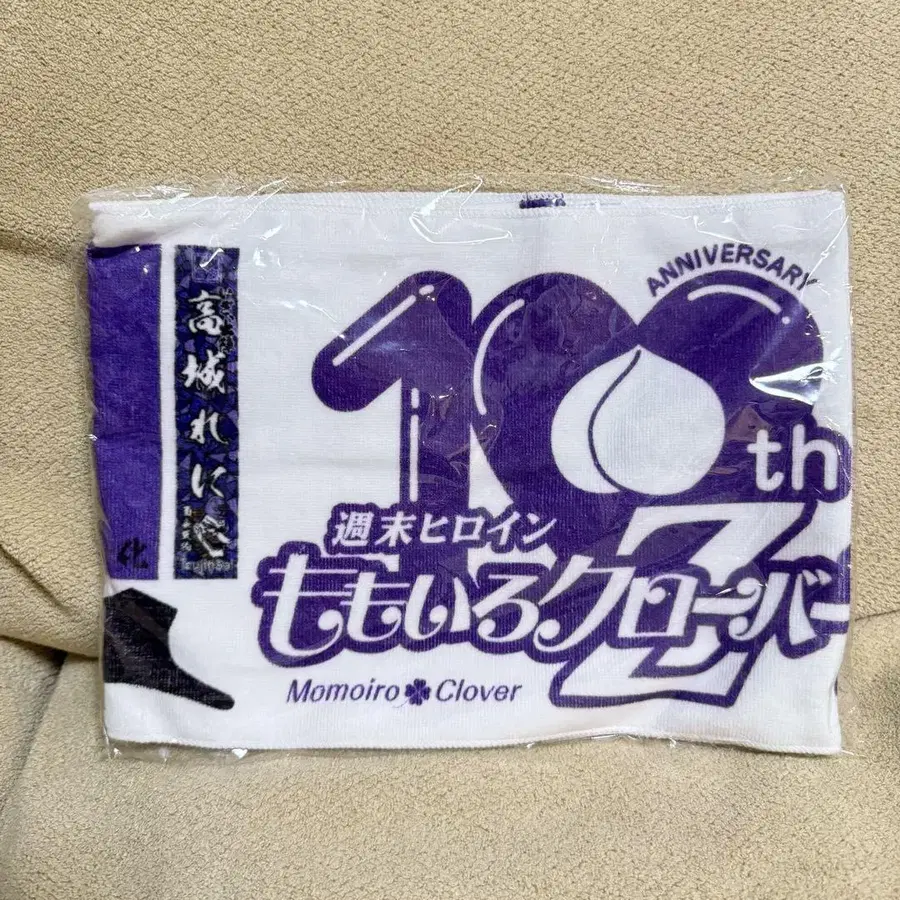 高城れに
化
ANNIVERSARY
10th
週末ヒロイン
ももいろクローバー
Z
Momoiro Clover